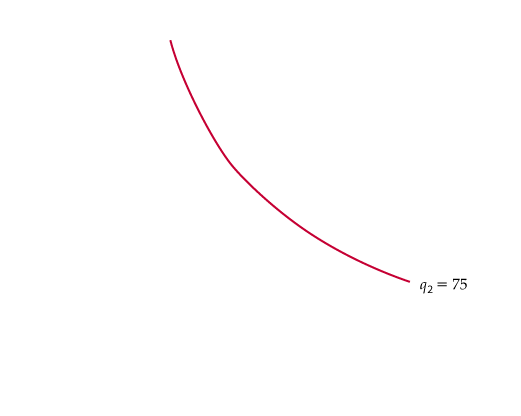 q₂ = 75